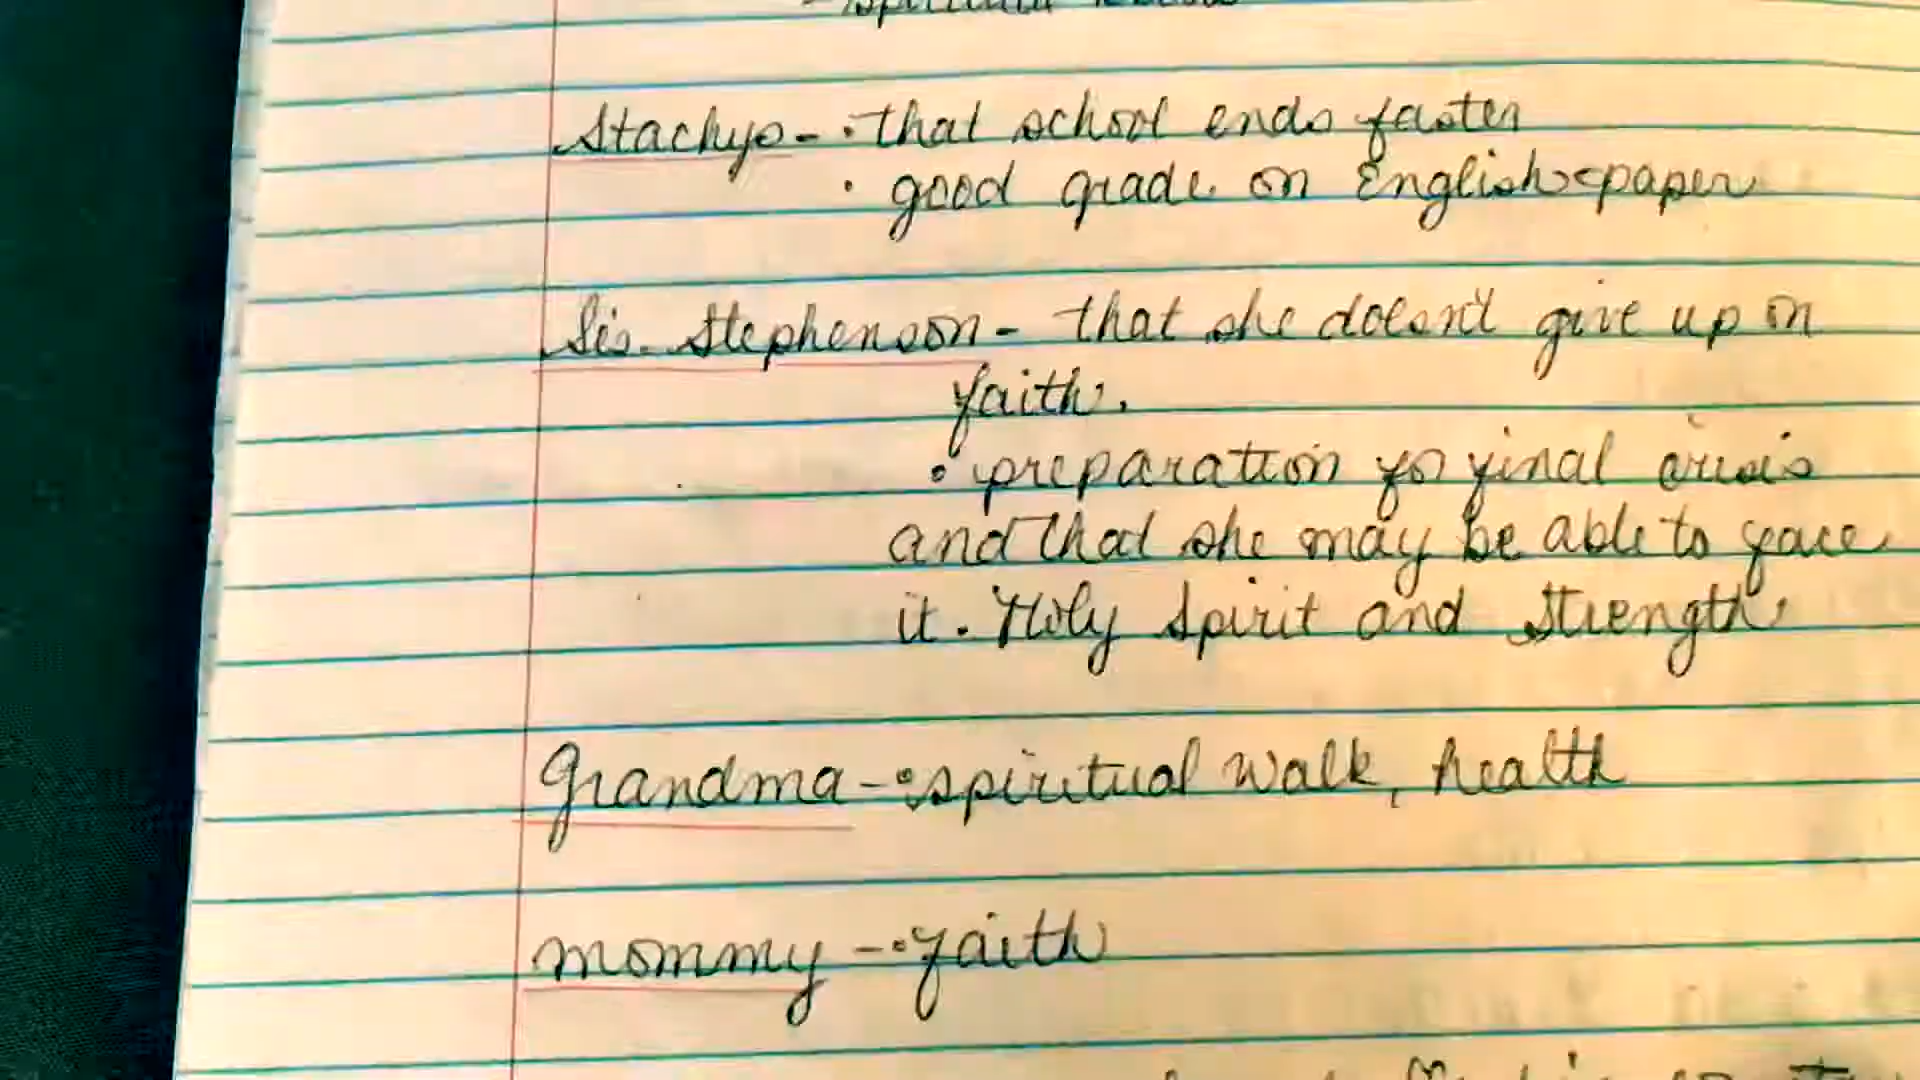 Stachys - • that school ends faster
• good grade on English paper
Sis. Stephenson - that she doesn't give up on
faith.
• preparation for final crisis
and that she may be able to face
it. Holy Spirit and Strength
Grandma - • spiritual walk, health
mommy - • faith